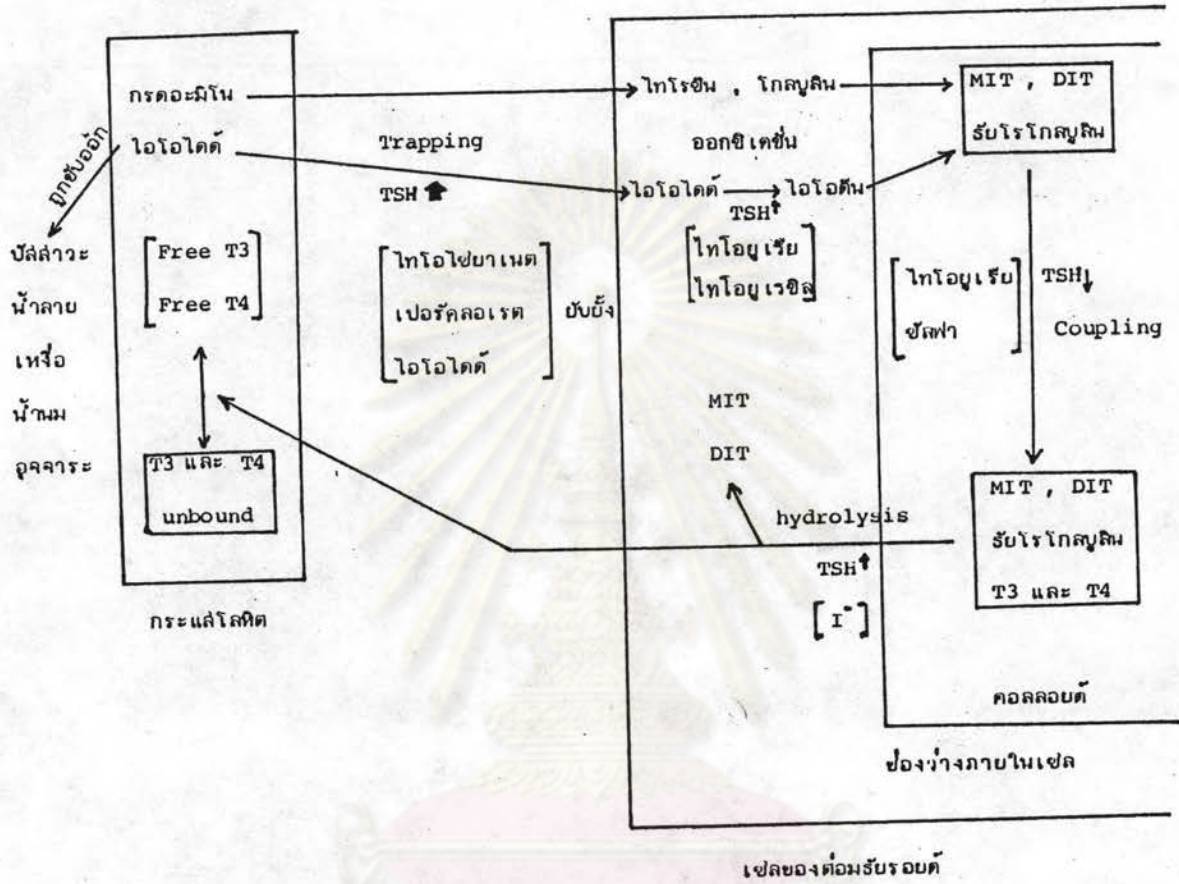 กรดอะมิโน
ไอโอไดด์
ถูกขับออก
ปัสสาวะ
น้ำลาย
เหงื่อ
น้ำนม
อุจจาระ
Free T3
Free T4
T3 และ T4
unbound
กระแสโลหิต
Trapping
TSH ↑
ไทโอไซยาเนต
เปอร์คลอเรต
ไอโอไดด์
ยับยั้ง
ไทโรซีน , โกลบูลิน
ออกซิเดชั่น
ไอโอไดด์ → ไอโอดีน
TSH↑
ไทโอยูเรีย
ไทโอยูเรซิล
MIT
DIT
hydrolysis
TSH↑
[ I⁻ ]
MIT , DIT
ธัยโรโกลบูลิน
ไทโอยูเรีย
ซัลฟา
TSH↓
Coupling
MIT , DIT
ธัยโรโกลบูลิน
T3 และ T4
คอลลอยด์
ช่องว่างภายในเซล
เซลของต่อมธัยรอยด์